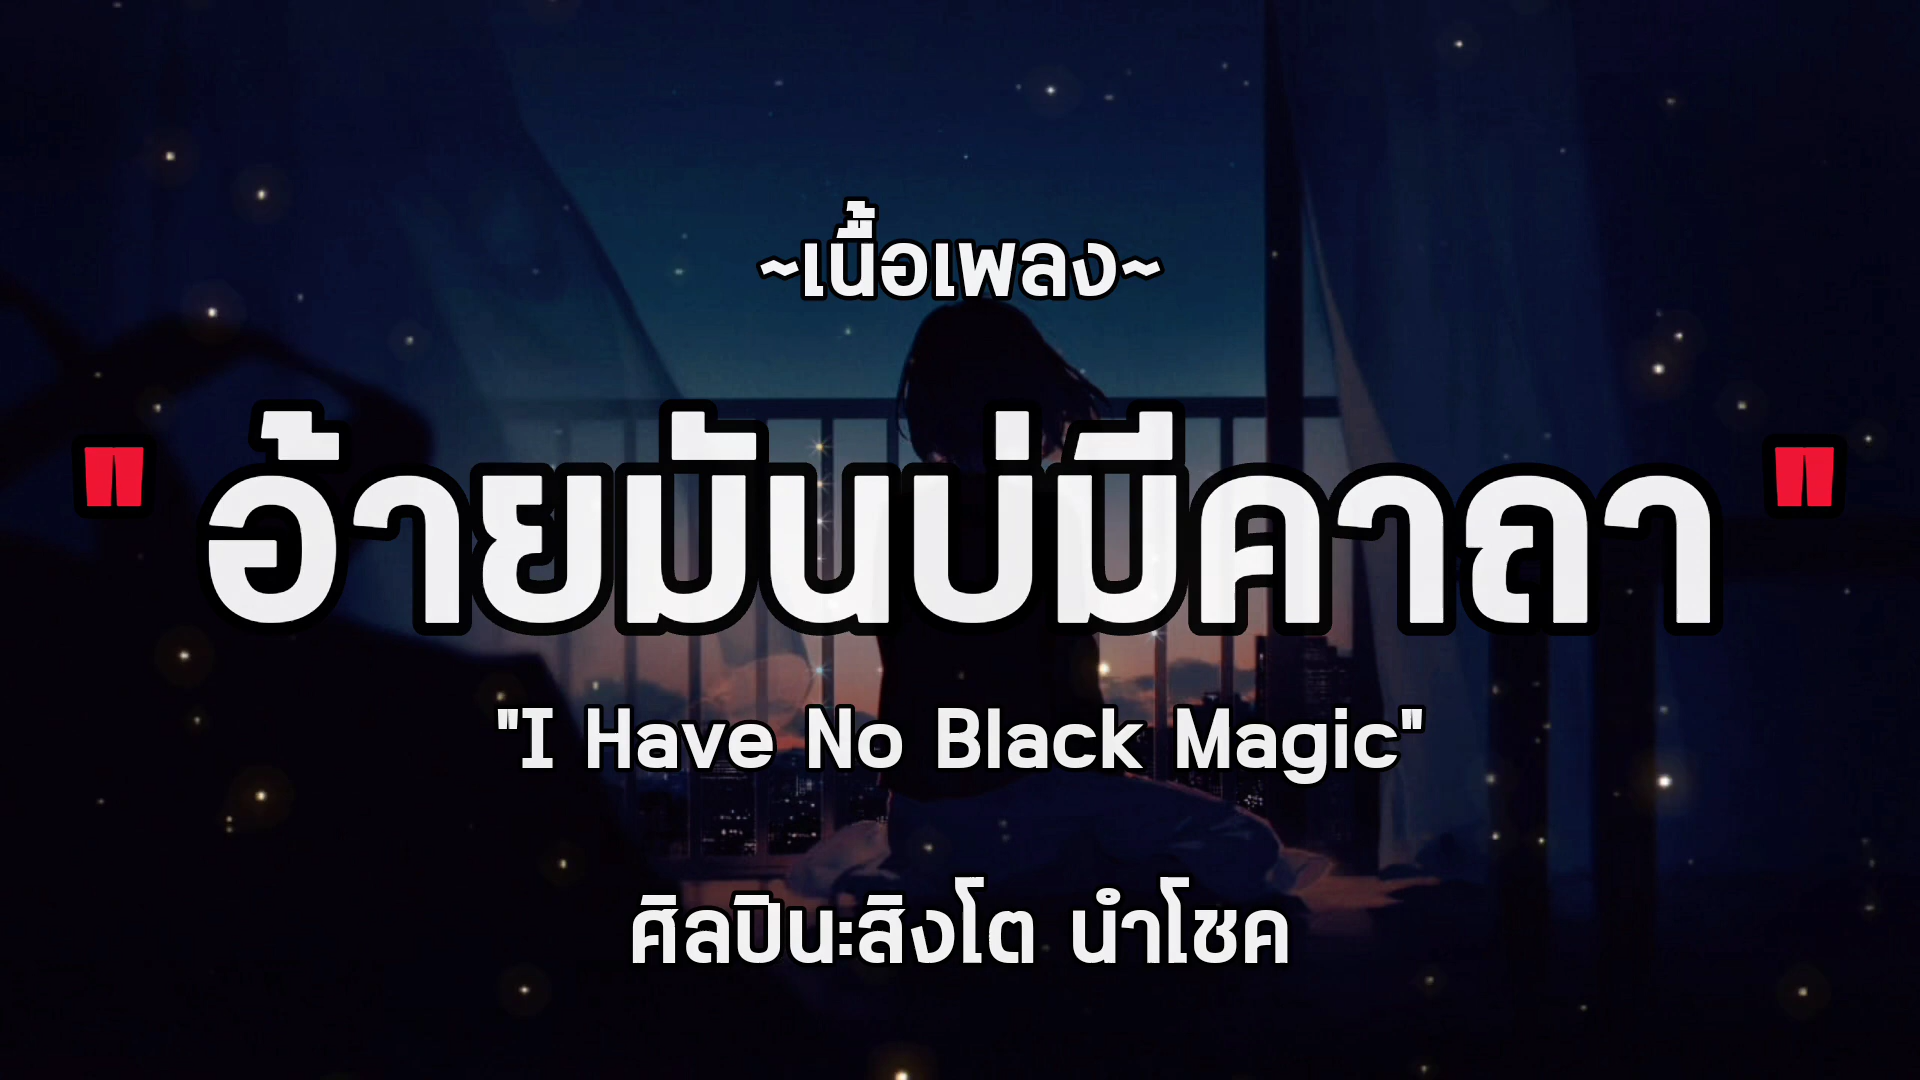 ~เนื้อเพลง~
" อ้ายมันบ่มีคาถา "
"I Have No Black Magic"
ศิลปินะสิงโต นำโชค